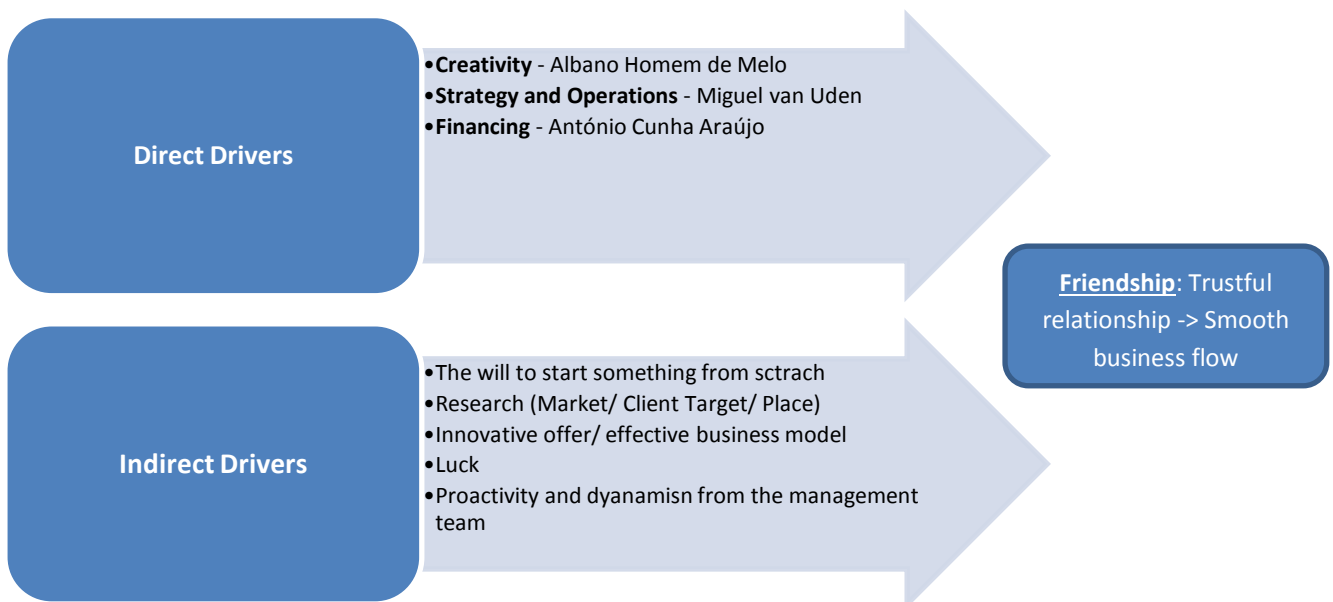 Direct Drivers
•Creativity - Albano Homem de Melo
•Strategy and Operations - Miguel van Uden
•Financing - António Cunha Araújo
Friendship: Trustful
relationship -> Smooth
business flow
Indirect Drivers
•The will to start something from sctrach
•Research (Market/ Client Target/ Place)
•Innovative offer/ effective business model
•Luck
•Proactivity and dyanamisn from the management
team